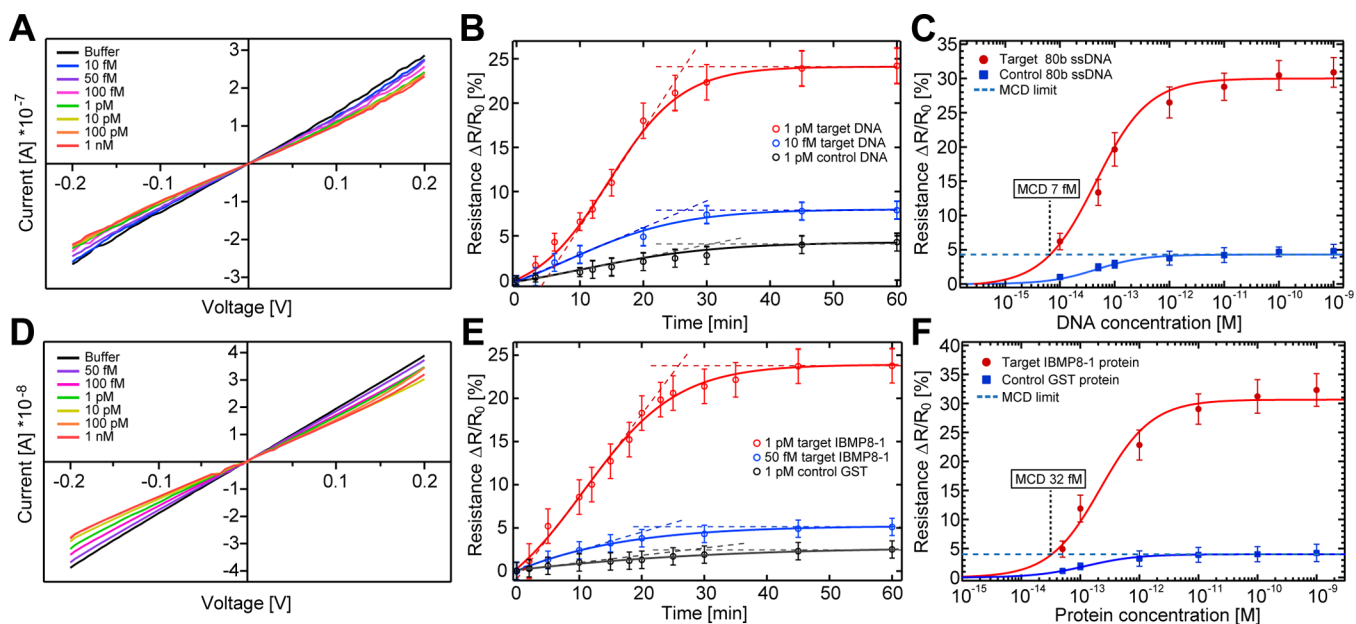 A
Current [A] *10-7
Buffer
10 fM
50 fM
100 fM
1 pM
10 pM
100 pM
1 nM
3
2
1
-0.2
-0.1
0.1
0.2
-1
-2
-3
Voltage [V]
B
Resistance ΔR/R0 [%]
25
20
15
10
5
0
1 pM target DNA
10 fM target DNA
1 pM control DNA
0
10
20
30
40
50
60
Time [min]
C
Resistance ΔR/R0 [%]
35
30
25
20
15
10
5
0
Target 80b ssDNA
Control 80b ssDNA
MCD limit
MCD 7 fM
10-15
10-14
10-13
10-12
10-11
10-10
10-9
DNA concentration [M]
D
Current [A] *10-8
Buffer
50 fM
100 fM
1 pM
10 pM
100 pM
1 nM
4
3
2
1
-0.2
-0.1
0.1
0.2
-1
-2
-3
-4
Voltage [V]
E
Resistance ΔR/R0 [%]
25
20
15
10
5
0
1 pM target IBMP8-1
50 fM target IBMP8-1
1 pM control GST
0
10
20
30
40
50
60
Time [min]
F
Resistance ΔR/R0 [%]
40
35
30
25
20
15
10
5
0
Target IBMP8-1 protein
Control GST protein
MCD limit
MCD 32 fM
10-15
10-14
10-13
10-12
10-11
10-10
10-9
Protein concentration [M]